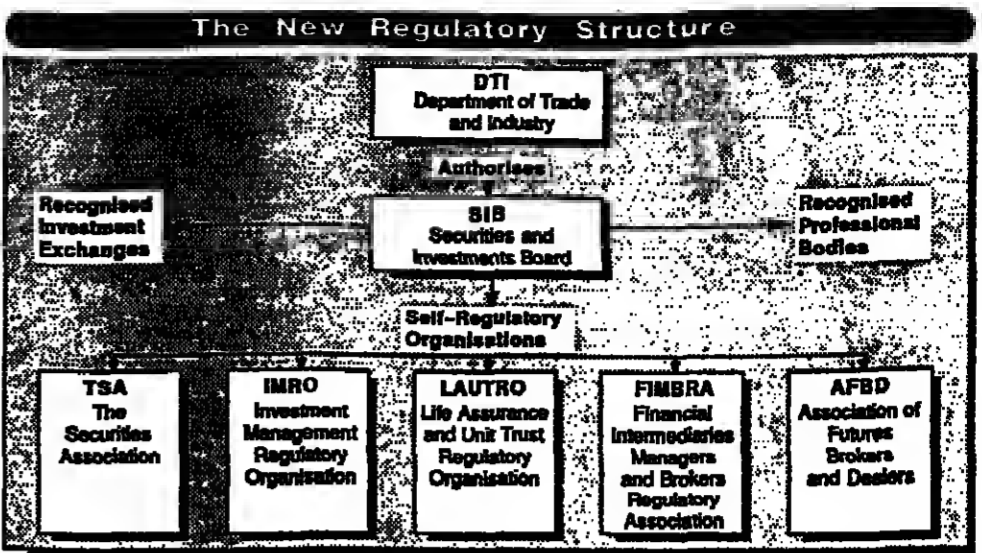 The New Regulatory Structure
DTI
Department of Trade
and Industry
Authorises
Recognised
Investment
Exchanges
SIB
Securities and
Investments Board
Recognised
Professional
Bodies
Self-Regulatory
Organisations
TSA
The
Securities
Association
IMRO
Investment
Management
Regulatory
Organisation
LAUTRO
Life Assurance
and Unit Trust
Regulatory
Organisation
FIMBRA
Financial
Intermediaries
Managers
and Brokers
Regulatory
Association
AFBD
Association of
Futures
Brokers
and Dealers